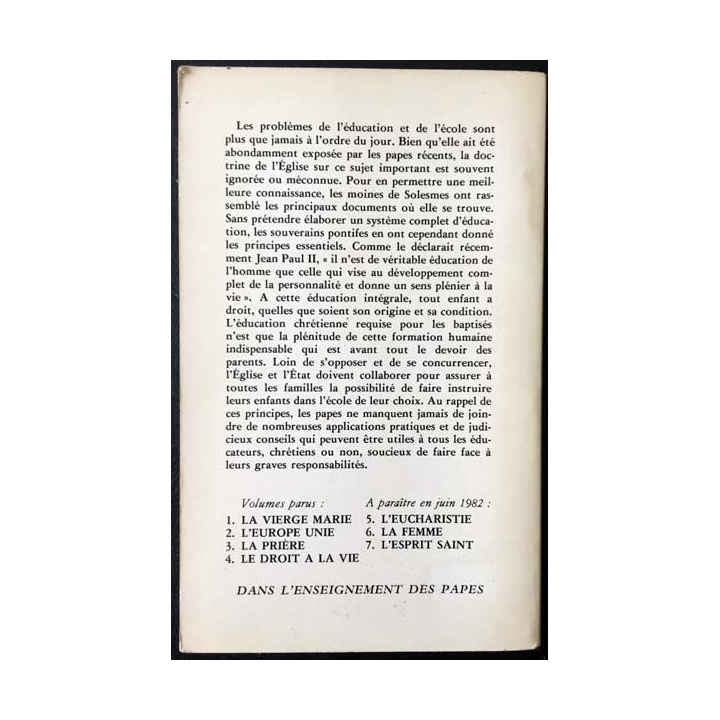 Les problèmes de l'éducation et de l'école sont
plus que jamais à l'ordre du jour. Bien qu'elle ait été
abondamment exposée par les papes récents, la doc-
trine de l'Église sur ce sujet important est souvent
ignorée ou méconnue. Pour en permettre une meil-
leure connaissance, les moines de Solesmes ont ras-
semblé les principaux documents où elle se trouve.
Sans prétendre élaborer un système complet d'éduca-
tion, les souverains pontifes en ont cependant donné
les principes essentiels. Comme le déclarait récem-
ment Jean Paul II, « il n'est de véritable éducation de
l'homme que celle qui vise au développement com-
plet de la personnalité et donne un sens plénier à la
vie ». A cette éducation intégrale, tout enfant a
droit, quelles que soient son origine et sa condition.
L'éducation chrétienne requise pour les baptisés
n'est que la plénitude de cette formation humaine
indispensable qui est avant tout le devoir des
parents. Loin de s'opposer et de se concurrencer,
l'Église et l'État doivent collaborer pour assurer à
toutes les familles la possibilité de faire instruire
leurs enfants dans l'école de leur choix. Au rappel de
ces principes, les papes ne manquent jamais de join-
dre de nombreuses applications pratiques et de judi-
cieux conseils qui peuvent être utiles à tous les édu-
cateurs, chrétiens ou non, soucieux de faire face à
leurs graves responsabilités.
Volumes parus :
1. LA VIERGE MARIE
2. L'EUROPE UNIE
3. LA PRIÈRE
4. LE DROIT A LA VIE
A paraître en juin 1982 :
5. L'EUCHARISTIE
6. LA FEMME
7. L'ESPRIT SAINT
DANS L'ENSEIGNEMENT DES PAPES